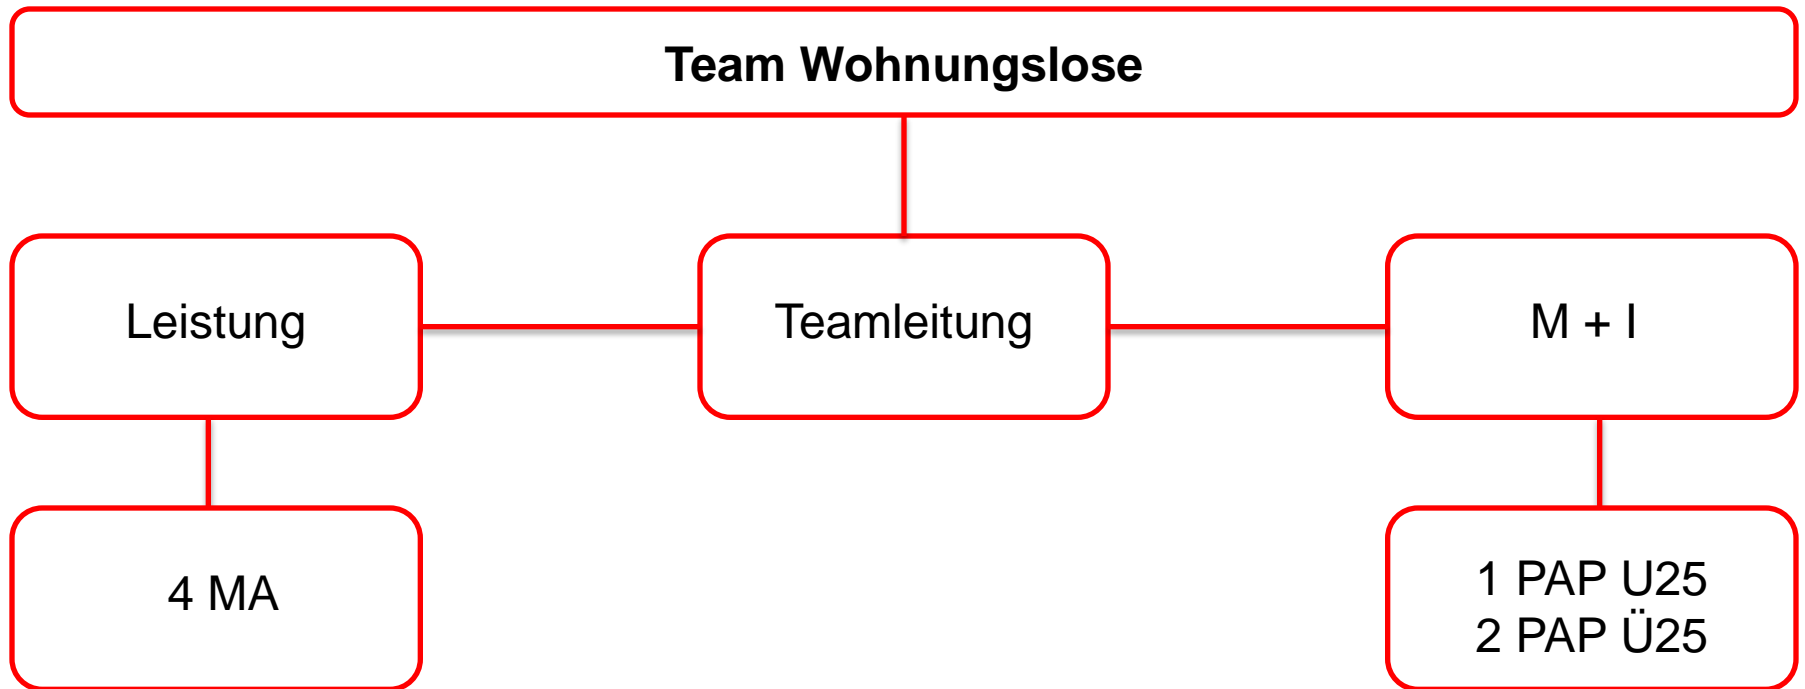 Team Wohnungslose
Leistung
Teamleitung
M + I
4 MA
1 PAP U25
2 PAP Ü25